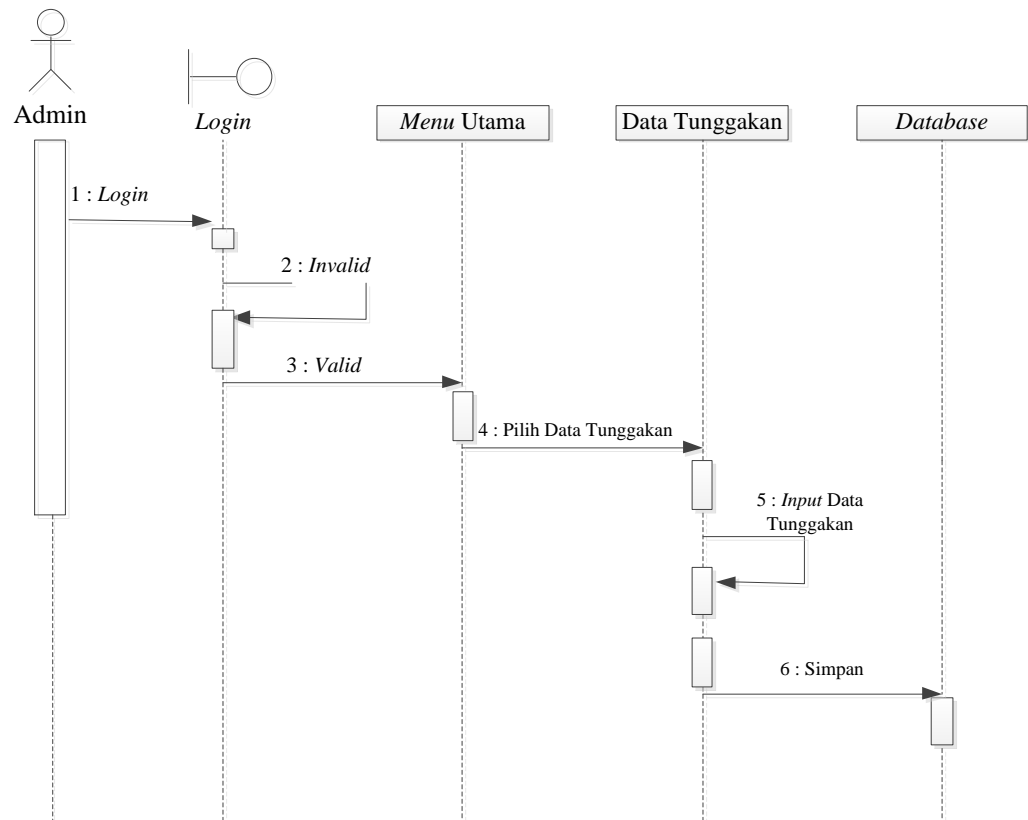 Admin
Login
Menu Utama
Data Tunggakan
Database
1 : Login
2 : Invalid
3 : Valid
4 : Pilih Data Tunggakan
5 : Input Data
Tunggakan
6 : Simpan